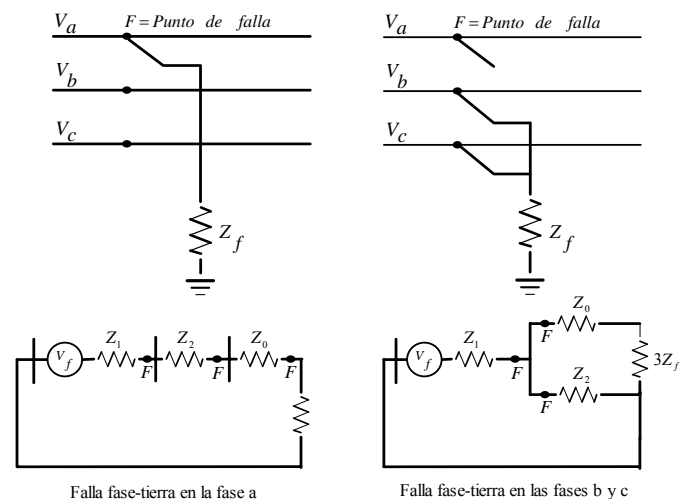 V_a
F = Punto de falla
V_b
V_c
Z_f
V_f
Z_1
F
Z_2
F
Z_0
F
Falla fase-tierra en la fase a
V_a
F = Punto de falla
V_b
V_c
Z_f
V_f
Z_1
F
Z_0
F
Z_2
F
3Z_f
Falla fase-tierra en las fases b y c